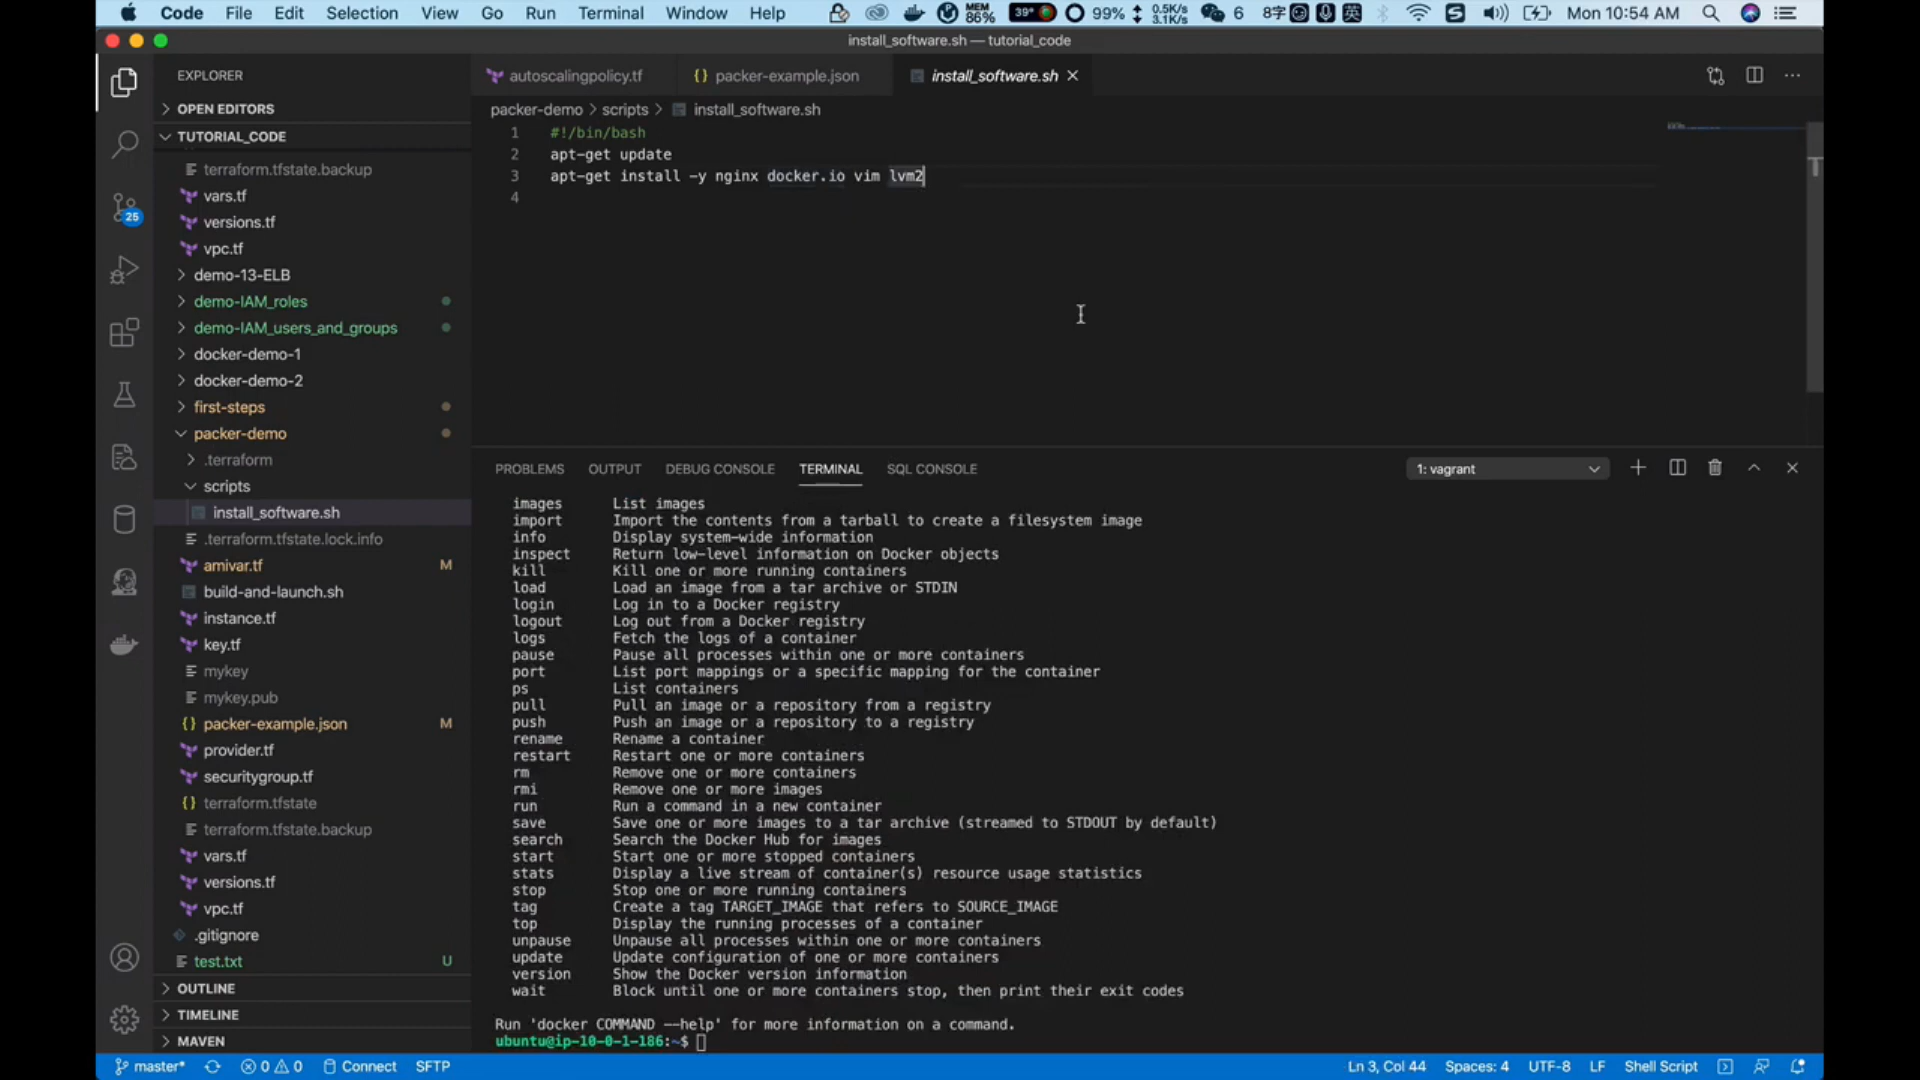 Code File Edit Selection View Go Run Terminal Window Help
MEM 86% 39° 99% 0.5K/s 3.1K/s 6 8字 英 Mon 10:54 AM
install_software.sh — tutorial_code
EXPLORER
OPEN EDITORS
TUTORIAL_CODE
terraform.tfstate.backup
vars.tf
versions.tf
vpc.tf
demo-13-ELB
demo-IAM_roles
demo-IAM_users_and_groups
docker-demo-1
docker-demo-2
first-steps
packer-demo
.terraform
scripts
install_software.sh
.terraform.tfstate.lock.info
amivar.tf M
build-and-launch.sh
instance.tf
key.tf
mykey
mykey.pub
packer-example.json M
provider.tf
securitygroup.tf
terraform.tfstate
terraform.tfstate.backup
vars.tf
versions.tf
vpc.tf
.gitignore
test.txt U
OUTLINE
TIMELINE
MAVEN
25
autoscalingpolicy.tf {} packer-example.json install_software.sh
packer-demo > scripts > install_software.sh
1 #!/bin/bash
2 apt-get update
3 apt-get install -y nginx docker.io vim lvm2
4
PROBLEMS OUTPUT DEBUG CONSOLE TERMINAL SQL CONSOLE 1: vagrant
images List images
import Import the contents from a tarball to create a filesystem image
info Display system-wide information
inspect Return low-level information on Docker objects
kill Kill one or more running containers
load Load an image from a tar archive or STDIN
login Log in to a Docker registry
logout Log out from a Docker registry
logs Fetch the logs of a container
pause Pause all processes within one or more containers
port List port mappings or a specific mapping for the container
ps List containers
pull Pull an image or a repository from a registry
push Push an image or a repository to a registry
rename Rename a container
restart Restart one or more containers
rm Remove one or more containers
rmi Remove one or more images
run Run a command in a new container
save Save one or more images to a tar archive (streamed to STDOUT by default)
search Search the Docker Hub for images
start Start one or more stopped containers
stats Display a live stream of container(s) resource usage statistics
stop Stop one or more running containers
tag Create a tag TARGET_IMAGE that refers to SOURCE_IMAGE
top Display the running processes of a container
unpause Unpause all processes within one or more containers
update Update configuration of one or more containers
version Show the Docker version information
wait Block until one or more containers stop, then print their exit codes
Run 'docker COMMAND --help' for more information on a command.
ubuntu@ip-10-0-1-186:~$
master* 0 0 Connect SFTP Ln 3, Col 44 Spaces: 4 UTF-8 LF Shell Script